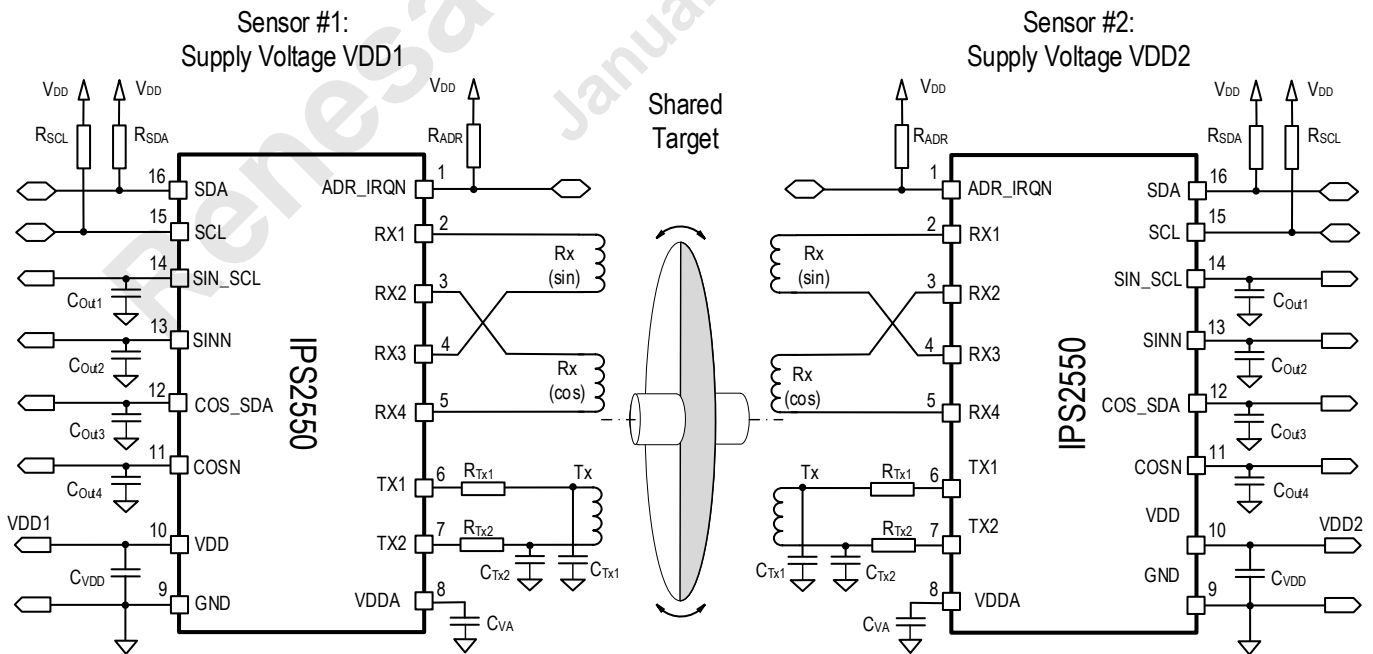 Sensor #1:
Supply Voltage VDD1
Sensor #2:
Supply Voltage VDD2
Shared
Target
Renesa
Januar
VDD
VDD
RSCL
RSDA
VDD
RADR
16
SDA
15
SCL
14
SIN_SCL
COut1
13
SINN
COut2
12
COS_SDA
COut3
11
COSN
COut4
VDD1
10
VDD
CVDD
9
GND
IPS2550
1
ADR_IRQN
2
RX1
Rx
(sin)
3
RX2
4
RX3
Rx
(cos)
5
RX4
6
TX1
RTx1
Tx
7
TX2
RTx2
CTx2
CTx1
8
VDDA
CVA
VDD
RADR
VDD
VDD
RSDA
RSCL
1
ADR_IRQN
2
RX1
Rx
(sin)
3
RX2
4
RX3
Rx
(cos)
5
RX4
Tx
RTx1
6
TX1
RTx2
7
TX2
CTx1
CTx2
8
VDDA
CVA
IPS2550
16
SDA
15
SCL
14
SIN_SCL
COut1
13
SINN
COut2
12
COS_SDA
COut3
11
COSN
COut4
VDD
10
VDD2
CVDD
GND
9